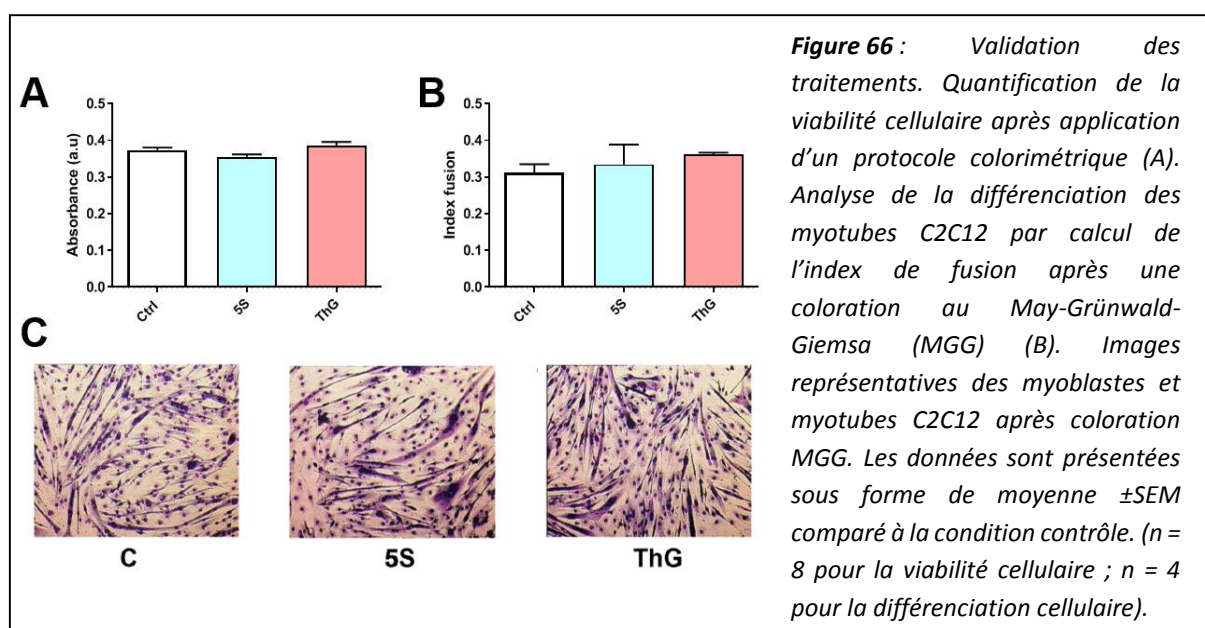 A
0.5
0.4
0.3
0.2
0.1
0.0
Absorbance (a.u)
Ctrl
5S
ThG
B
0.5
0.4
0.3
0.2
0.1
0.0
Index fusion
Ctrl
5S
ThG
C
C
5S
ThG
Figure 66 : Validation des
traitements. Quantification de la
viabilité cellulaire après application
d’un protocole colorimétrique (A).
Analyse de la différenciation des
myotubes C2C12 par calcul de
l’index de fusion après une
coloration au May-Grünwald-
Giemsa (MGG) (B). Images
représentatives des myoblastes et
myotubes C2C12 après coloration
MGG. Les données sont présentées
sous forme de moyenne ±SEM
comparé à la condition contrôle. (n =
8 pour la viabilité cellulaire ; n = 4
pour la différenciation cellulaire).